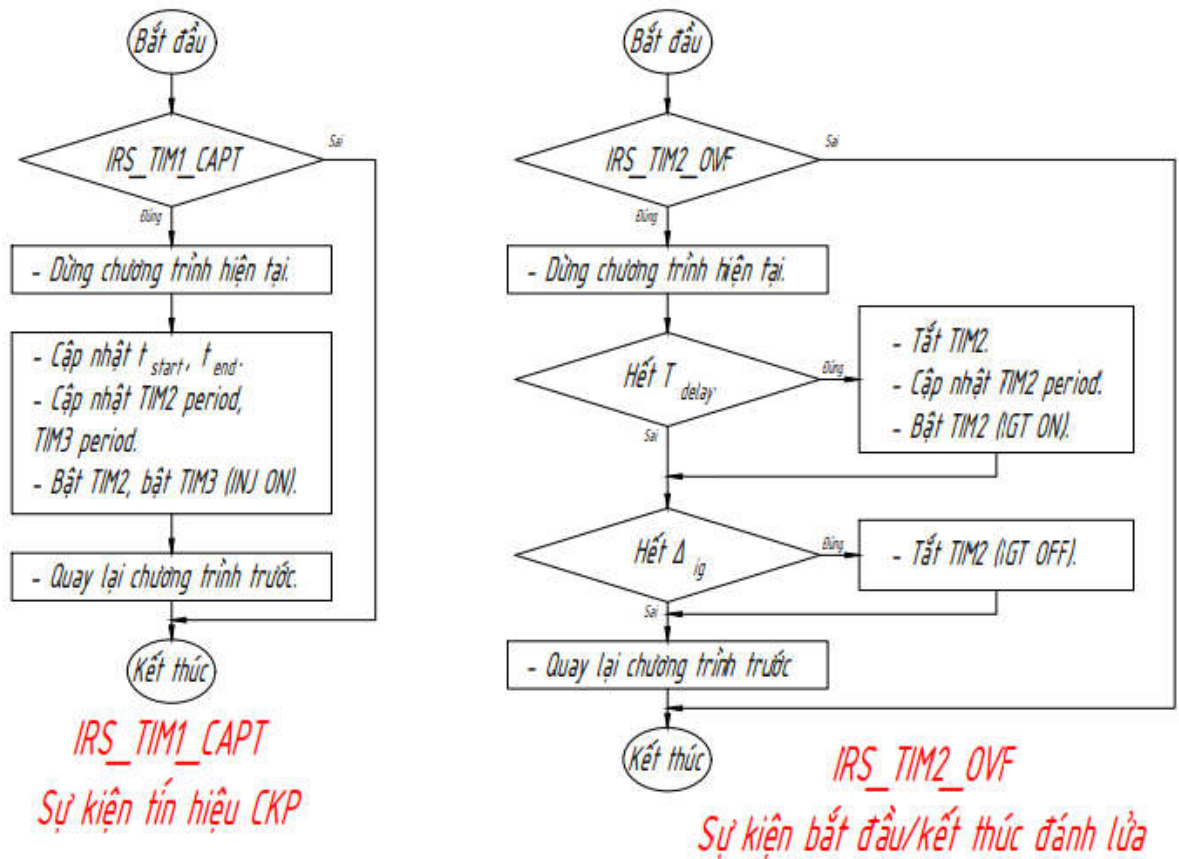 Bắt đầu
IRS_TIM1_CAPT
Sai
Đúng
- Dừng chương trình hiện tại.
- Cập nhật t start, t end.
- Cập nhật TIM2 period,
TIM3 period.
- Bật TIM2, bật TIM3 (INJ ON).
- Quay lại chương trình trước.
Kết thúc
IRS_TIM1_CAPT
Sự kiện tín hiệu CKP
Bắt đầu
IRS_TIM2_OVF
Sai
Đúng
- Dừng chương trình hiện tại.
Hết T delay
Đúng
- Tắt TIM2.
- Cập nhật TIM2 period.
- Bật TIM2 (IGT ON).
Sai
Hết Δ ig
Đúng
- Tắt TIM2 (IGT OFF).
Sai
- Quay lại chương trình trước
Kết thúc
IRS_TIM2_OVF
Sự kiện bắt đầu/kết thúc đánh lửa